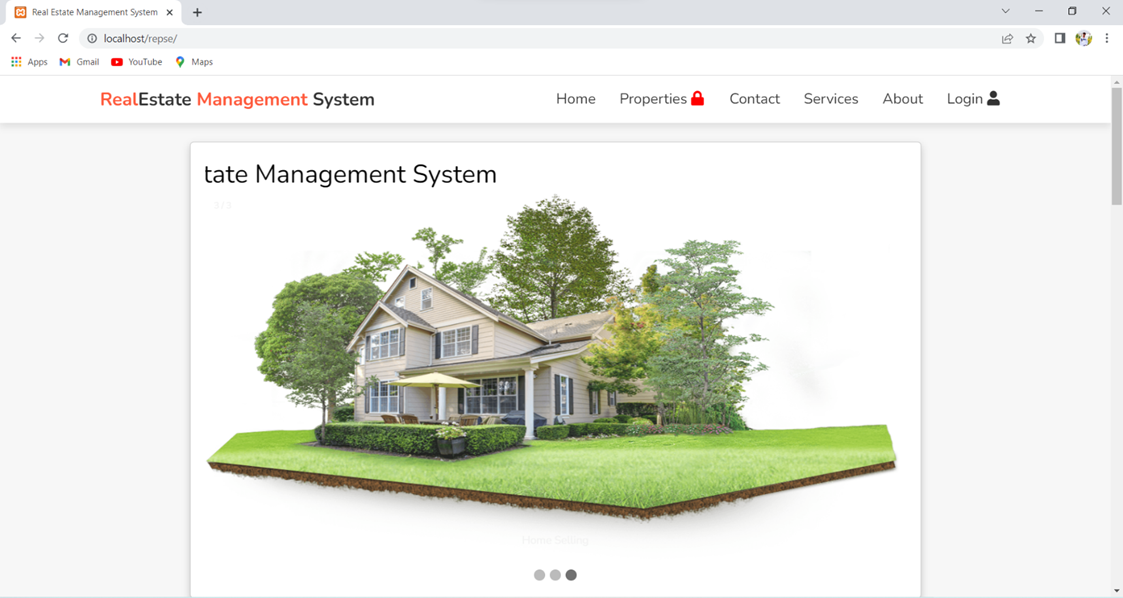 Real Estate Management System
localhost/repse/
Apps Gmail YouTube Maps
RealEstate Management System Home Properties Contact Services About Login
tate Management System
3 / 3
Home Selling